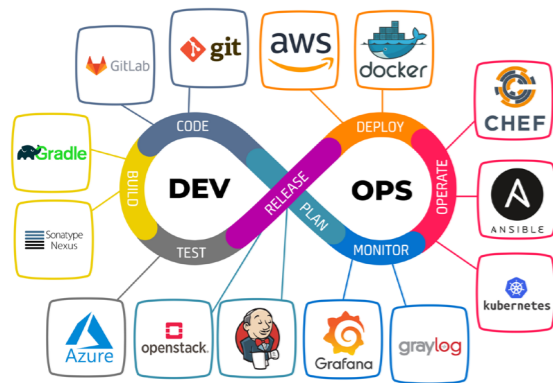 GitLab
git
aws
docker
CHEF
CODE
DEPLOY
Gradle
BUILD
DEV
RELEASE
OPS
OPERATE
ANSIBLE
PLAN
Sonatype
Nexus
TEST
MONITOR
kubernetes
Azure
openstack.
Grafana
graylog